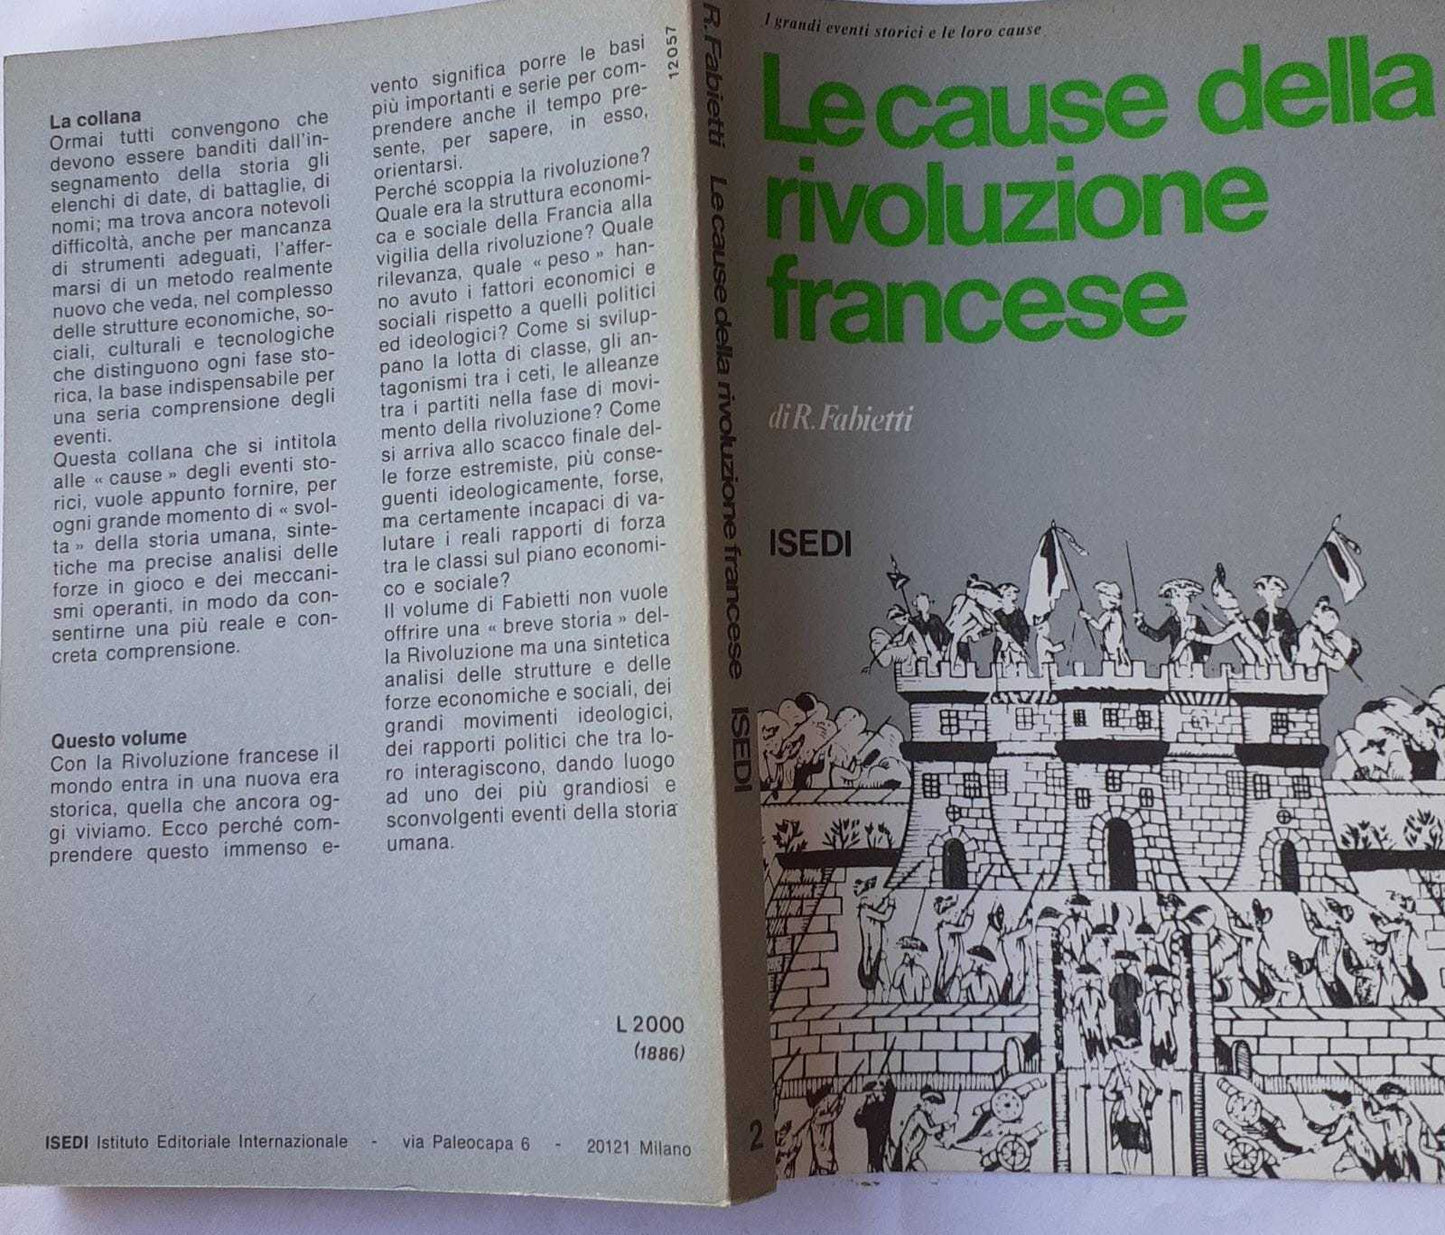 La collana
Ormai tutti convengono che
devono essere banditi dall'in-
segnamento della storia gli
elenchi di date, di battaglie, di
nomi; ma trova ancora notevoli
difficoltà, anche per mancanza
di strumenti adeguati, l'affer-
marsi di un metodo realmente
nuovo che veda, nel complesso
delle strutture economiche, so-
ciali, culturali e tecnologiche
che distinguono ogni fase sto-
rica, la base indispensabile per
una seria comprensione degli
eventi.
Questa collana che si intitola
alle « cause » degli eventi sto-
rici, vuole appunto fornire, per
ogni grande momento di « svol-
ta » della storia umana, sinte-
tiche ma precise analisi delle
forze in gioco e dei meccani-
smi operanti, in modo da con-
sentirne una più reale e con-
creta comprensione.
Questo volume
Con la Rivoluzione francese il
mondo entra in una nuova era
storica, quella che ancora og-
gi viviamo. Ecco perché com-
prendere questo immenso e-
vento significa porre le basi
più importanti e serie per com-
prendere anche il tempo pre-
sente, per sapere, in esso,
orientarsi.
Perché scoppia la rivoluzione?
Quale era la struttura economi-
ca e sociale della Francia alla
vigilia della rivoluzione? Quale
rilevanza, quale « peso » han-
no avuto i fattori economici e
sociali rispetto a quelli politici
ed ideologici? Come si svilup-
pano la lotta di classe, gli an-
tagonismi tra i ceti, le alleanze
tra i partiti nella fase di movi-
mento della rivoluzione? Come
si arriva allo scacco finale del-
le forze estremiste, più conse-
guenti ideologicamente, forse,
ma certamente incapaci di va-
lutare i reali rapporti di forza
tra le classi sul piano economi-
co e sociale?
Il volume di Fabietti non vuole
offrire una « breve storia » del-
la Rivoluzione ma una sintetica
analisi delle strutture e delle
forze economiche e sociali, dei
grandi movimenti ideologici,
dei rapporti politici che tra lo-
ro interagiscono, dando luogo
ad uno dei più grandiosi e
sconvolgenti eventi della storia
umana.
12057
L 2000
(1886)
ISEDI Istituto Editoriale Internazionale - via Paleocapa 6 - 20121 Milano
R. Fabietti Le cause della rivoluzione francese ISEDI
2
I grandi eventi storici e le loro cause
Le cause della
rivoluzione
francese
di R. Fabietti
ISEDI